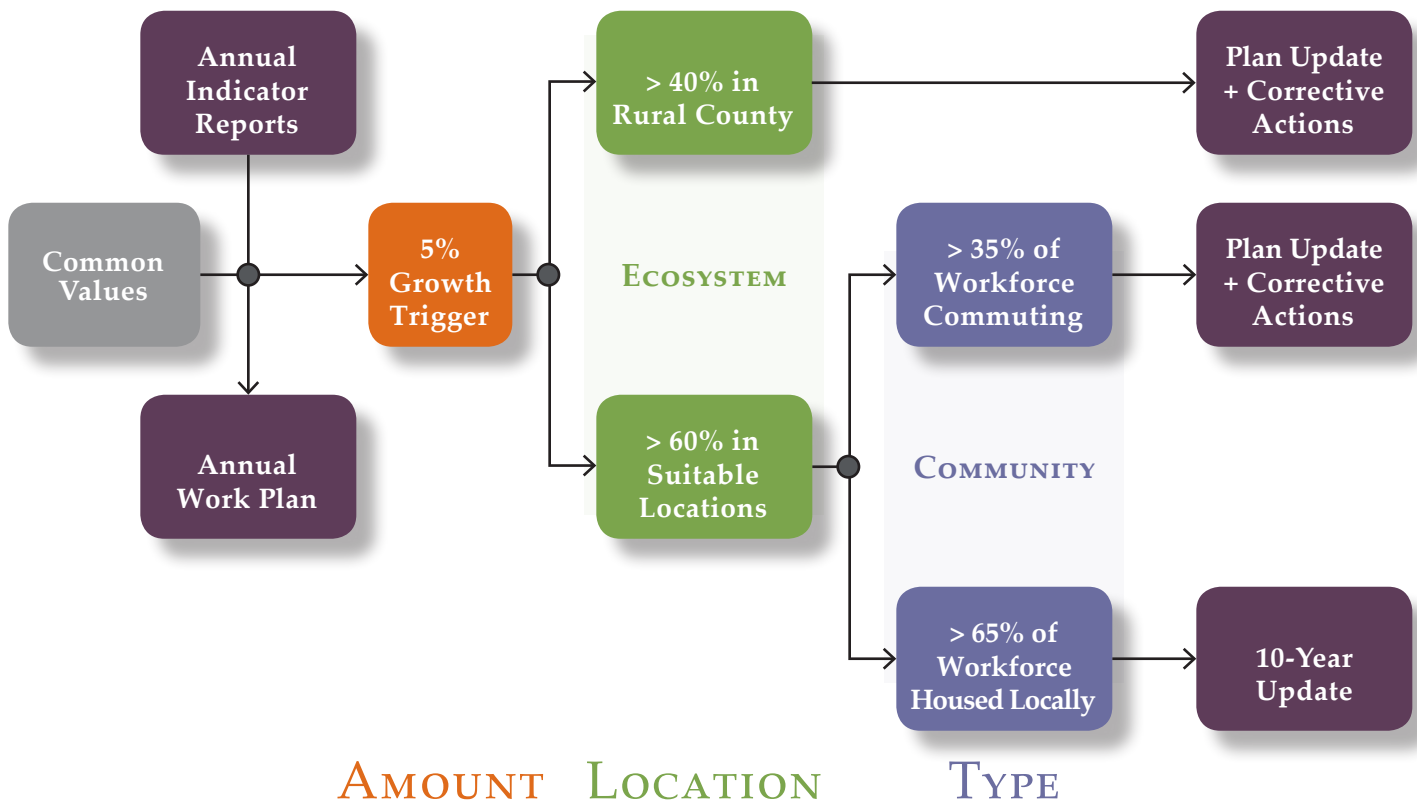 Annual
Indicator
Reports
> 40% in
Rural County
Plan Update
+ Corrective
Actions
Common
Values
5%
Growth
Trigger
Ecosystem
> 35% of
Workforce
Commuting
Plan Update
+ Corrective
Actions
Annual
Work Plan
> 60% in
Suitable
Locations
Community
> 65% of
Workforce
Housed Locally
10-Year
Update
Amount
Location
Type